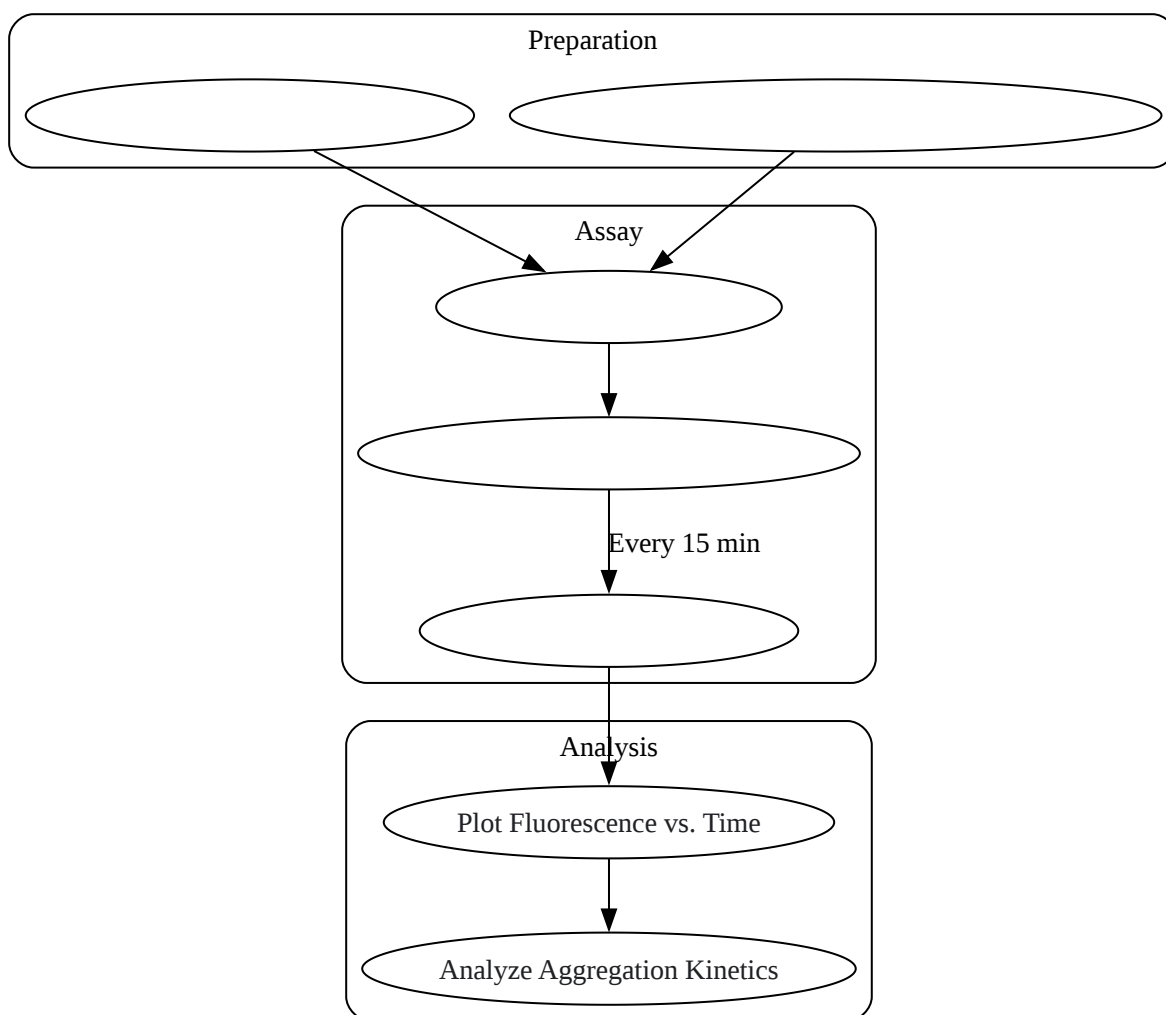 Preparation
Assay
Every 15 min
Analysis
Plot Fluorescence vs. Time
Analyze Aggregation Kinetics